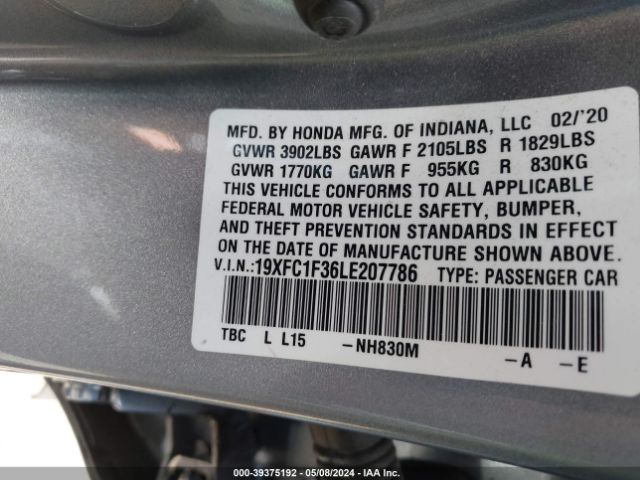 MFD. BY HONDA MFG. OF INDIANA, LLC 02/'20
GVWR 3902LBS GAWR F 2105LBS R 1829LBS
GVWR 1770KG GAWR F 955KG R 830KG
THIS VEHICLE CONFORMS TO ALL APPLICABLE
FEDERAL MOTOR VEHICLE SAFETY, BUMPER,
AND THEFT PREVENTION STANDARDS IN EFFECT
ON THE DATE OF MANUFACTURE SHOWN ABOVE.
V.I.N.:19XFC1F36LE207786 TYPE: PASSENGER CAR
TBC L L15 -NH830M -A -E
000-39375192 - 05/08/2024 - IAA Inc.